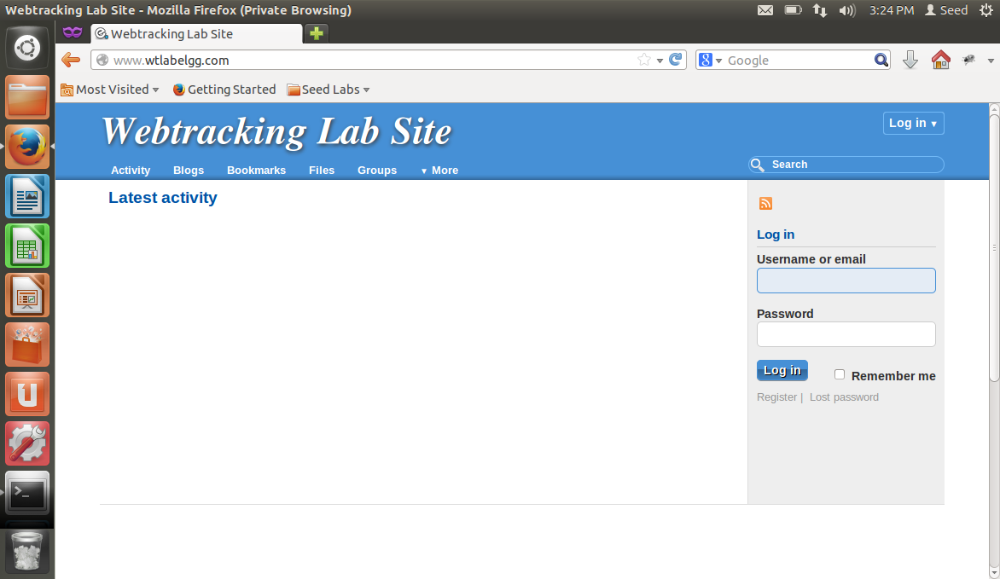 Webtracking Lab Site - Mozilla Firefox (Private Browsing)
3:24 PM Seed
Webtracking Lab Site
www.wtlabelgg.com
Google
Most Visited Getting Started Seed Labs
Webtracking Lab Site
Log in
Activity Blogs Bookmarks Files Groups More
Search
Latest activity
Log in
Username or email
Password
Log in Remember me
Register | Lost password